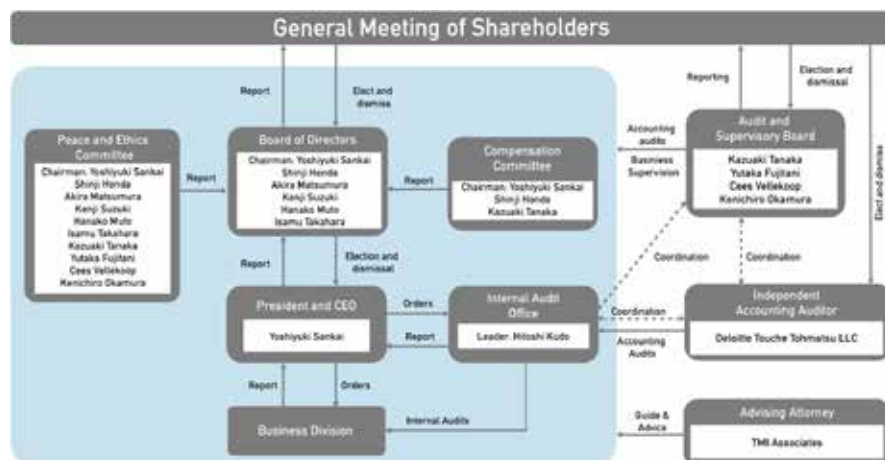 General Meeting of Shareholders
Report
Elect and
dismiss
Reporting
Election and
dismissal
Elect and dismiss
Peace and Ethics
Committee
Chairman. Yoshiyuki Sankai
Shinji Honda
Akira Matsumura
Kenji Suzuki
Hanako Muto
Isamu Takahara
Kazuaki Tanaka
Yutaka Fujitani
Cees Vellekoop
Kenichiro Okamura
Report
Board of Directors
Chairman. Yoshiyuki Sankai
Shinji Honda
Akira Matsumura
Kenji Suzuki
Hanako Muto
Isamu Takahara
Report
Compensation
Committee
Chairman. Yoshiyuki Sankai
Shinji Honda
Kazuaki Tanaka
Accounting
audits
Business
Supervision
Audit and
Supervisory Board
Kazuaki Tanaka
Yutaka Fujitani
Cees Vellekoop
Kenichiro Okamura
Report
Election and
dismissal
Coordination
Coordination
President and CEO
Yoshiyuki Sankai
Orders
Report
Internal Audit
Office
Leader. Hitoshi Kudo
Coordination
Accounting
Audits
Independent
Accounting Auditor
Deloitte Touche Tohmatsu LLC
Report
Orders
Business Division
Internal Audits
Guide &
Advice
Advising Attorney
TMI Associates